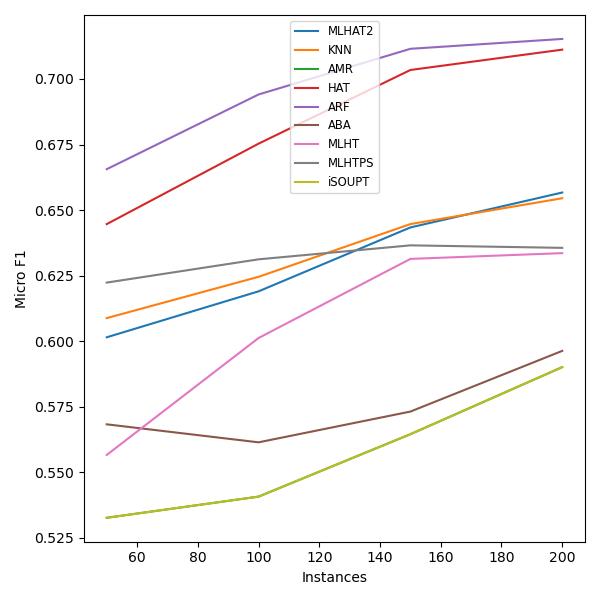 MLHAT2
KNN
AMR
HAT
ARF
ABA
MLHT
MLHTPS
iSOUPT
0.700
0.675
0.650
0.625
0.600
0.575
0.550
0.525
Micro F1
60 80 100 120 140 160 180 200
Instances